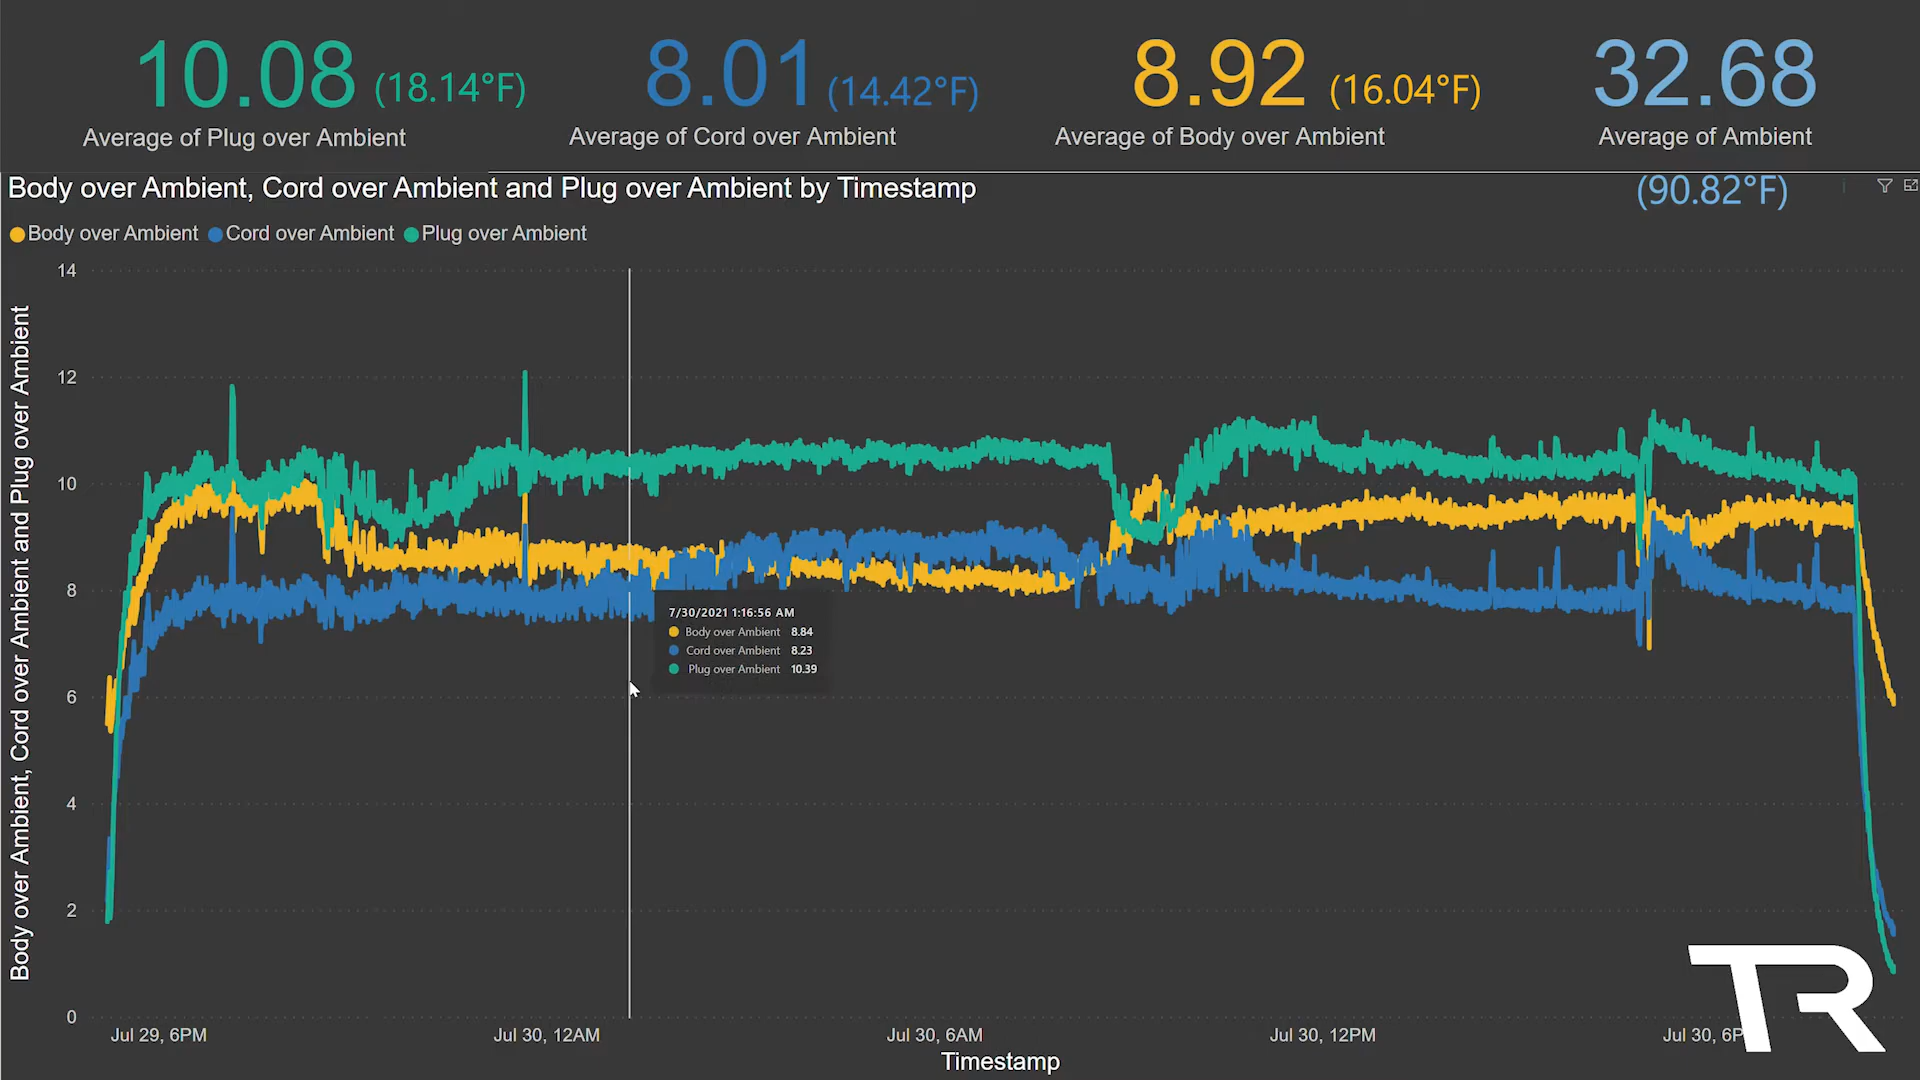 10.08 (18.14°F)
Average of Plug over Ambient
8.01 (14.42°F)
Average of Cord over Ambient
8.92 (16.04°F)
Average of Body over Ambient
32.68
Average of Ambient
(90.82°F)
Body over Ambient, Cord over Ambient and Plug over Ambient by Timestamp
Body over Ambient Cord over Ambient Plug over Ambient
Body over Ambient, Cord over Ambient and Plug over Ambient
14
12
10
8
6
4
2
0
7/30/2021 1:16:56 AM
Body over Ambient 8.84
Cord over Ambient 8.23
Plug over Ambient 10.39
Jul 29, 6PM
Jul 30, 12AM
Jul 30, 6AM
Jul 30, 12PM
Jul 30, 6P
Timestamp
TR